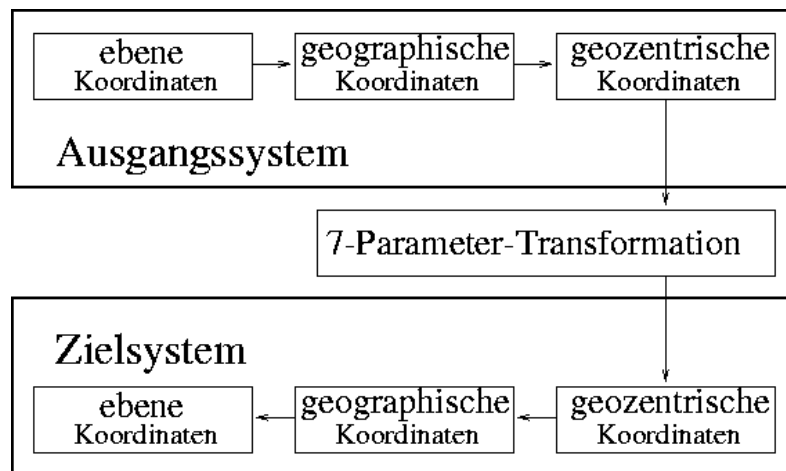 ebene
Koordinaten
geographische
Koordinaten
geozentrische
Koordinaten
Ausgangssystem
7-Parameter-Transformation
Zielsystem
ebene
Koordinaten
geographische
Koordinaten
geozentrische
Koordinaten